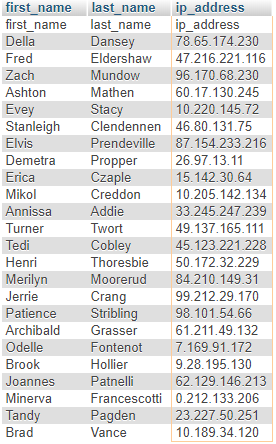 first_name last_name ip_address
first_name last_name ip_address
Della Dansey 78.65.174.230
Fred Eldershaw 47.216.221.116
Zach Mundow 96.170.68.230
Ashton Mathen 60.17.130.245
Evey Stacy 10.220.145.72
Stanleigh Clendennen 46.80.131.75
Elvis Prendeville 87.154.233.216
Demetra Propper 26.97.13.11
Erica Czaple 15.142.30.64
Mikol Creddon 10.205.142.134
Annissa Addie 33.245.247.239
Turner Twort 49.137.165.111
Tedi Cobley 45.123.221.228
Henri Thoresbie 50.172.32.229
Merilyn Moorerud 84.210.149.31
Jerrie Crang 99.212.29.170
Patience Stribling 98.101.54.66
Archibald Grasser 61.211.49.132
Odelle Fontenot 7.169.91.172
Brook Hollier 9.28.195.130
Joannes Patnelli 62.129.146.213
Minerva Francescotti 0.212.133.206
Tandy Pagden 23.227.50.251
Brad Vance 10.189.34.120